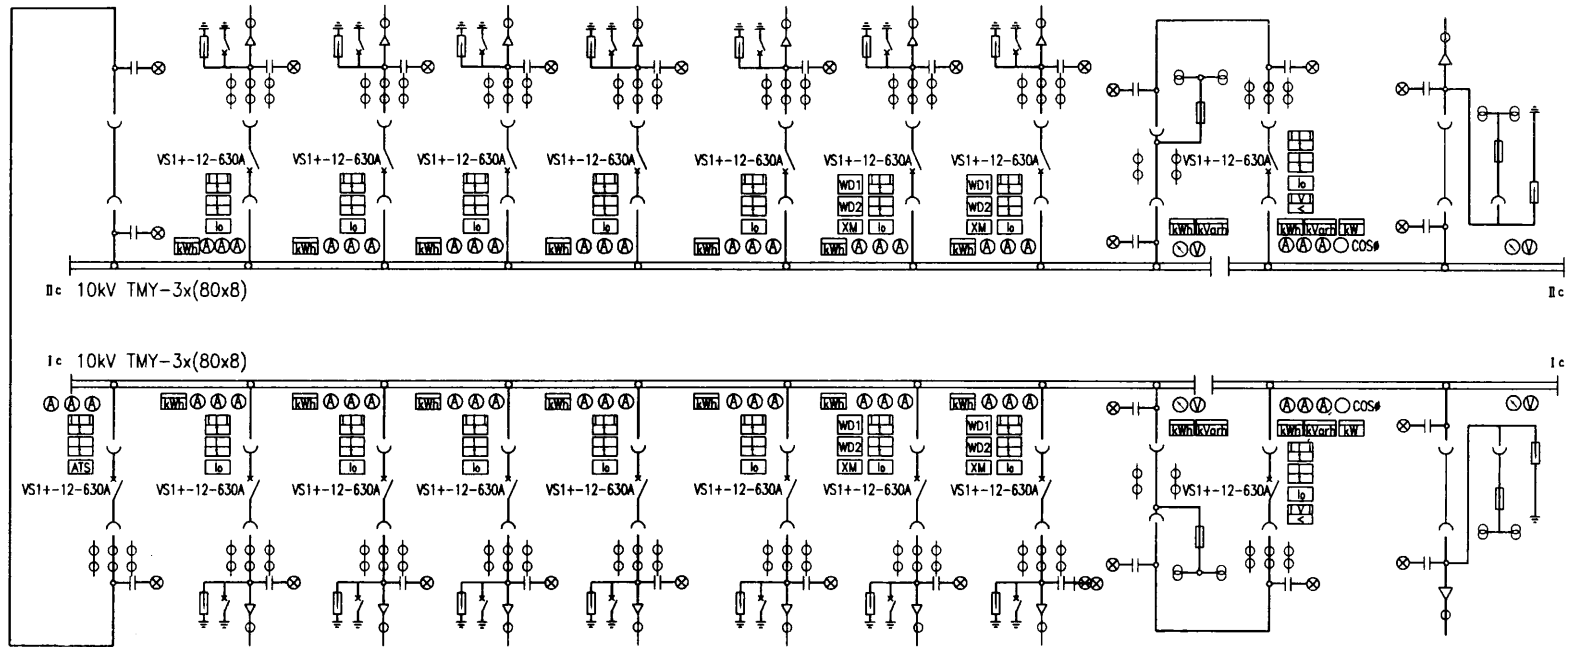 VS1+-12-630A VS1+-12-630A VS1+-12-630A VS1+-12-630A VS1+-12-630A VS1+-12-630A VS1+-12-630A VS1+-12-630A
WD1 WD1 Io
WD2 WD2 V <
Io Io Io Io Io XM Io XM Io kWh kVarh kWh kVarh kW
kWh A A A kWh A A A kWh A A A kWh A A A kWh A A A kWh A A A kWh A A A V A A A COSø V
IIc 10kV TMY-3x(80x8) IIc
Ic 10kV TMY-3x(80x8) Ic
A A A kWh A A A kWh A A A kWh A A A kWh A A A kWh A A A kWh A A A kWh A A A V A A A COSø V
WD1 WD1 kWh kVarh kWh kVarh kW
WD2 WD2
ATS Io Io Io Io Io XM Io XM Io
VS1+-12-630A VS1+-12-630A VS1+-12-630A VS1+-12-630A VS1+-12-630A VS1+-12-630A VS1+-12-630A VS1+-12-630A VS1+-12-630A Io
V <